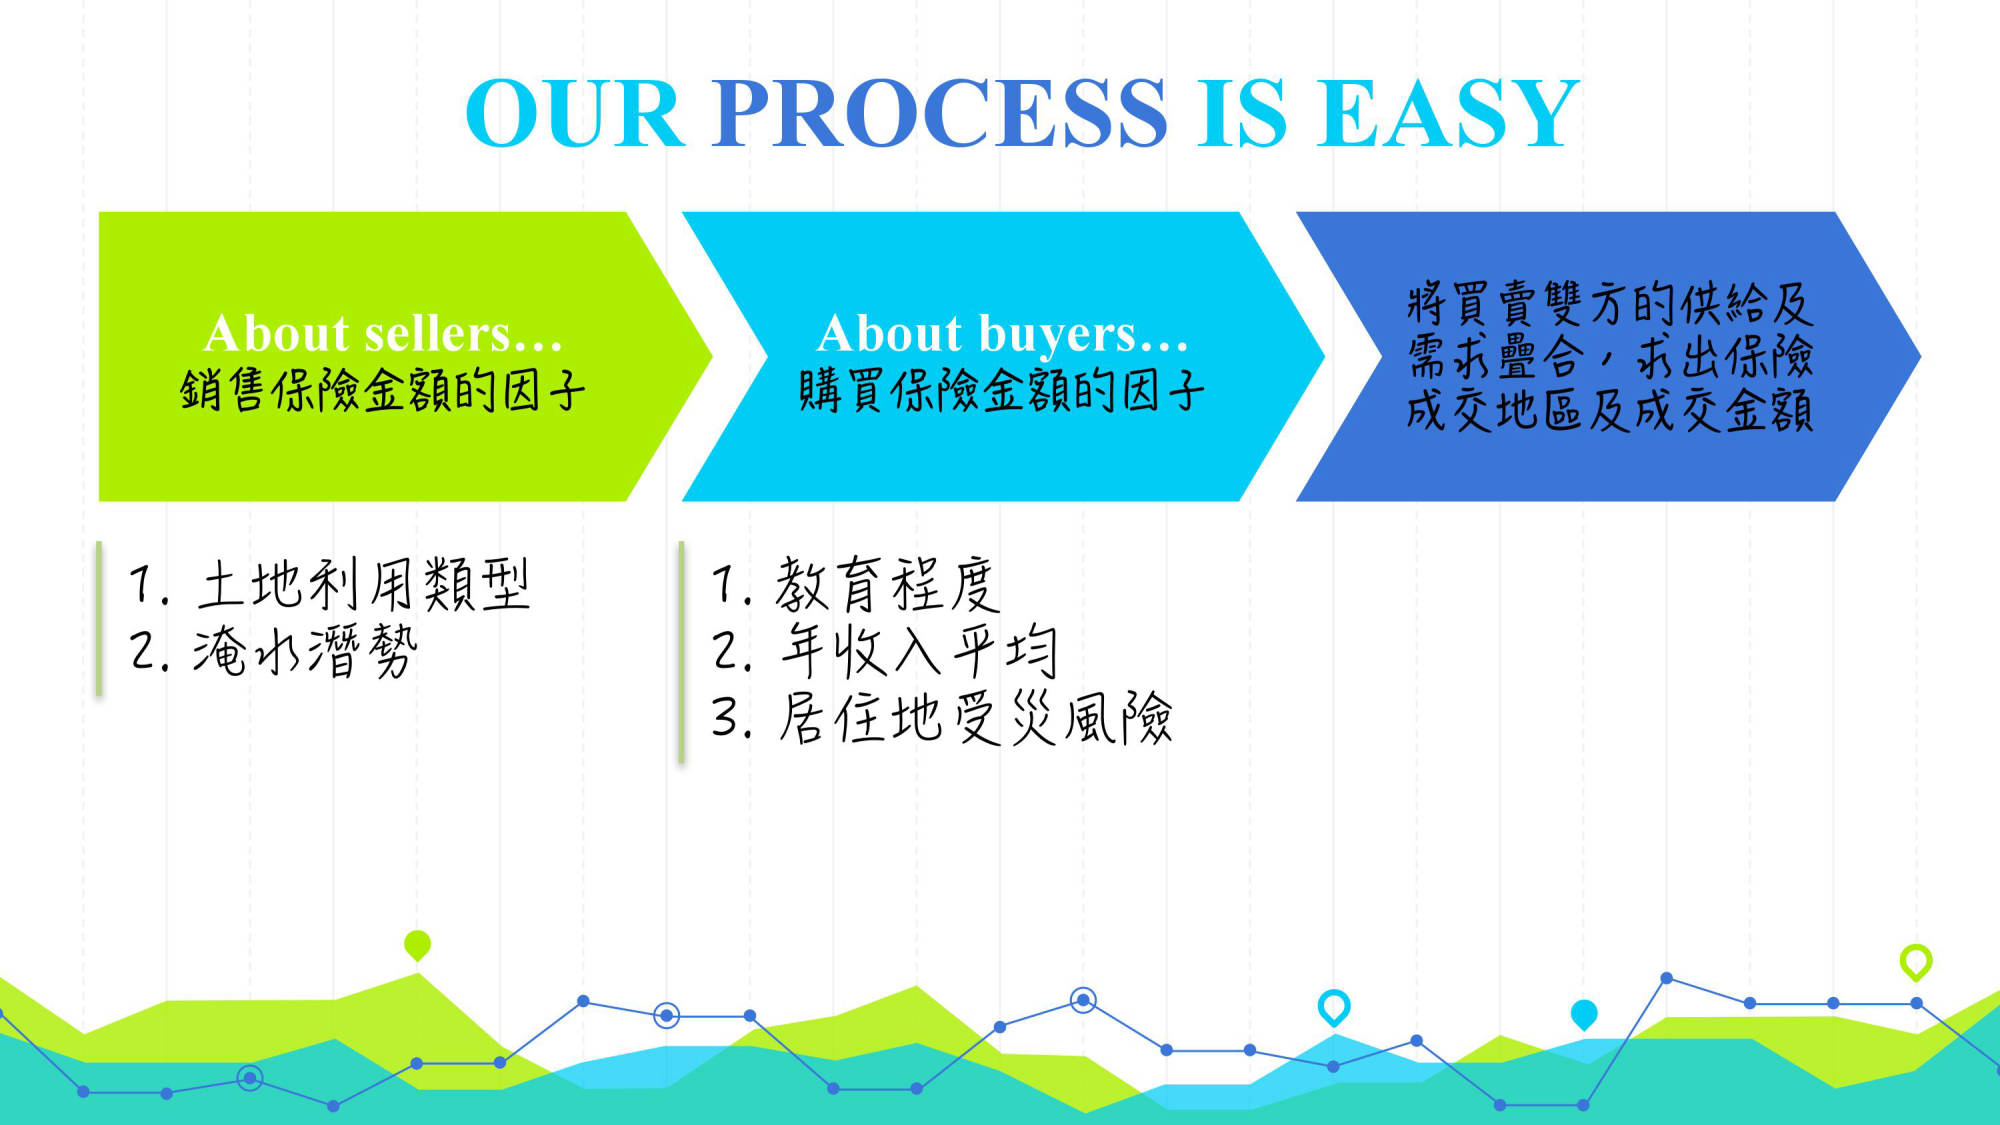 OUR PROCESS IS EASY
About sellers...
銷售保險金額的因子
About buyers...
購買保險金額的因子
將買賣雙方的供給及
需求疊合，求出保險
成交地區及成交金額
1. 土地利用類型
2. 淹水潛勢
1. 教育程度
2. 年收入平均
3. 居住地受災風險